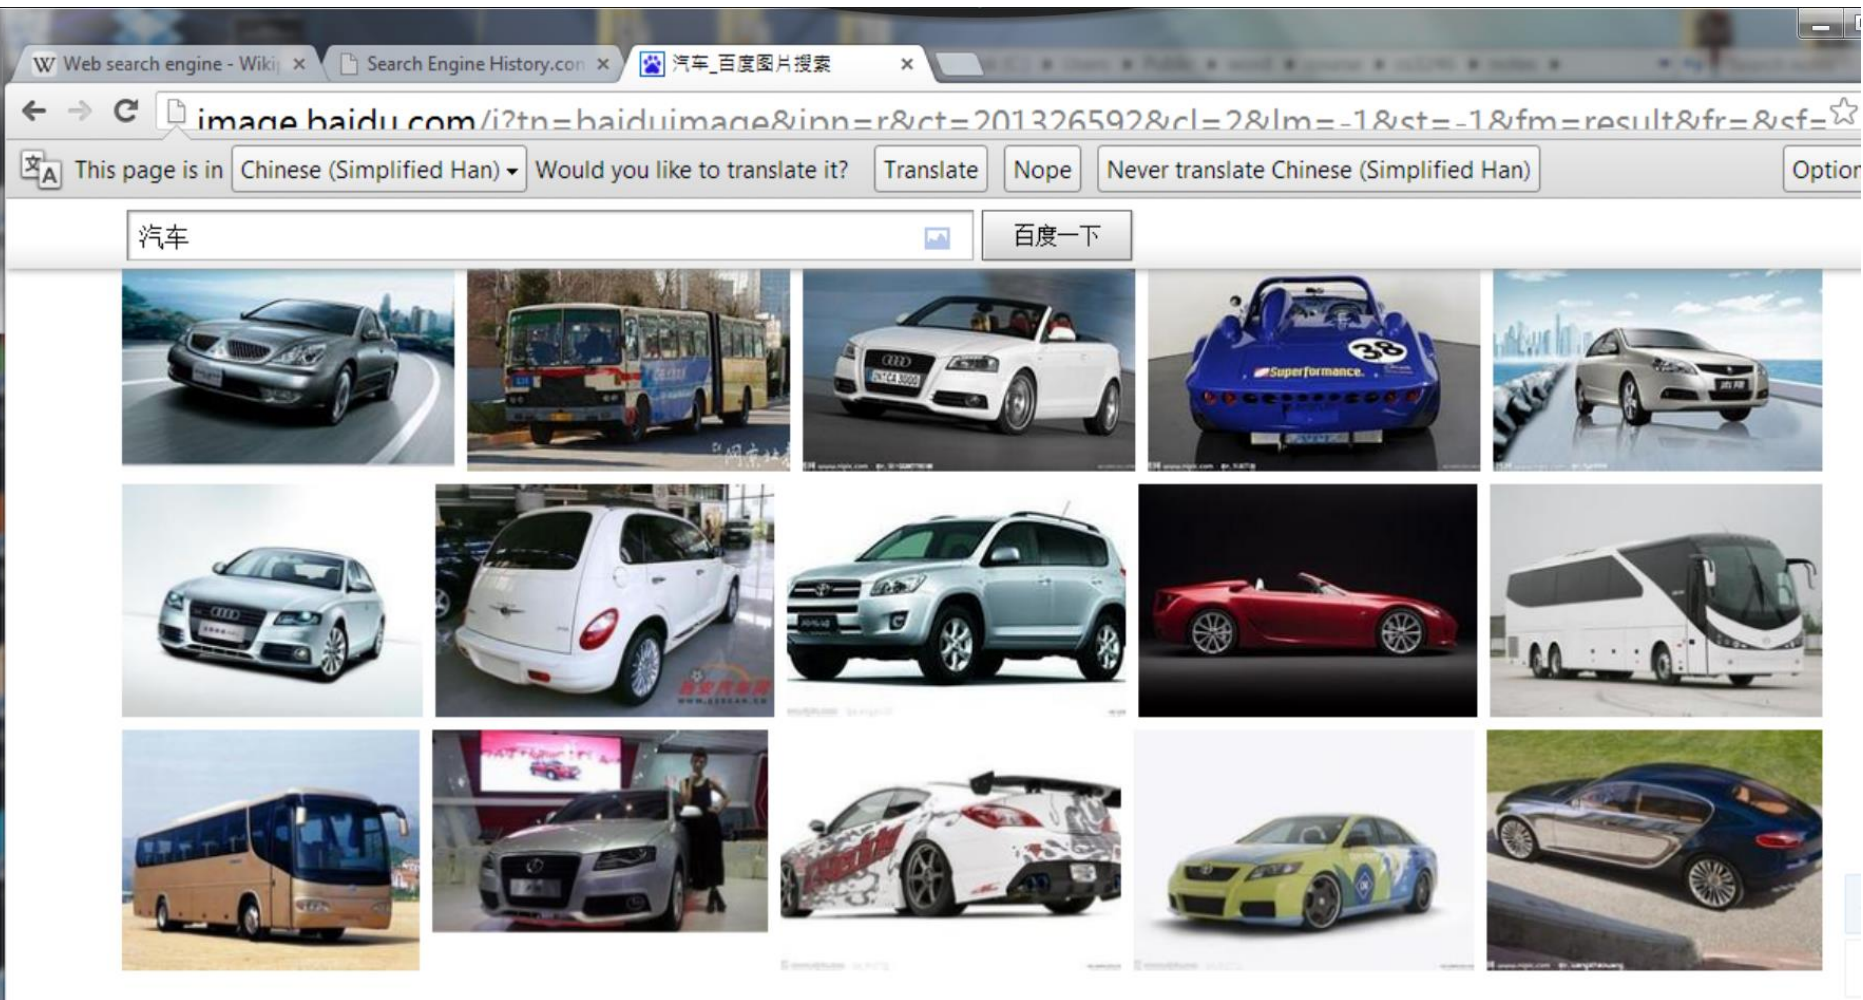 Web search engine - Wiki
Search Engine History.con
汽车_百度图片搜索
image.baidu.com/i?tn=baiduimage&ipn=r&ct=201326592&cl=2&lm=-1&st=-1&fm=result&fr=&sf=
This page is in
Chinese (Simplified Han)
Would you like to translate it?
Translate
Nope
Never translate Chinese (Simplified Han)
Option
汽车
百度一下
38
Superformance.